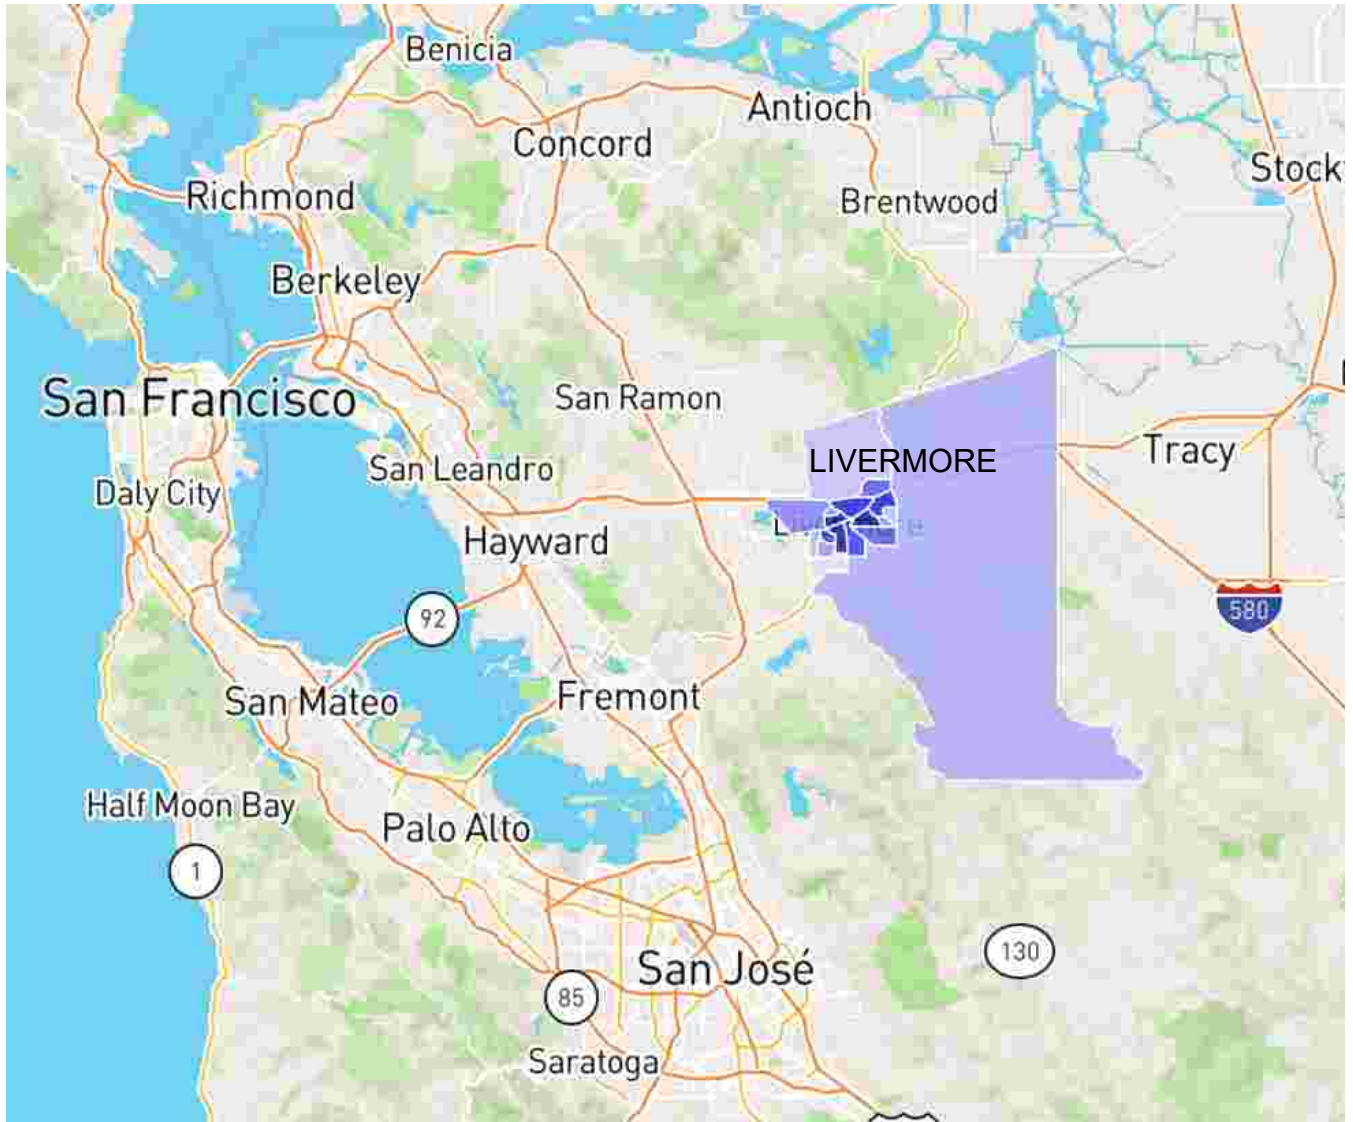 Benicia
Antioch
Concord
Stock
Richmond
Brentwood
Berkeley
San Francisco
San Ramon
LIVERMORE
Tracy
San Leandro
Daly City
Hayward
580
92
San Mateo
Fremont
Half Moon Bay
Palo Alto
1
130
San José
85
Saratoga